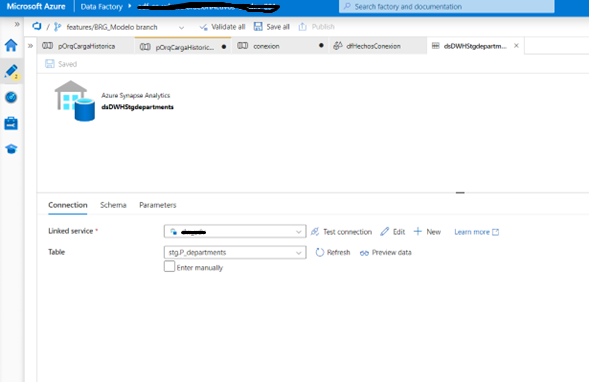 Microsoft Azure
Data Factory
Search factory and documentation
features/BRG_Modelo branch
Validate all
Save all
Publish
2
pOrqCargaHistorica
pOrqCargaHistoric...
conexion
dfHechosConexion
dsDWHStgdepartm...
Saved
Azure Synapse Analytics
dsDWHStgdepartments
Connection
Schema
Parameters
Linked service *
Test connection
Edit
New
Learn more
Table
stg.P_departments
Refresh
Preview data
Enter manually